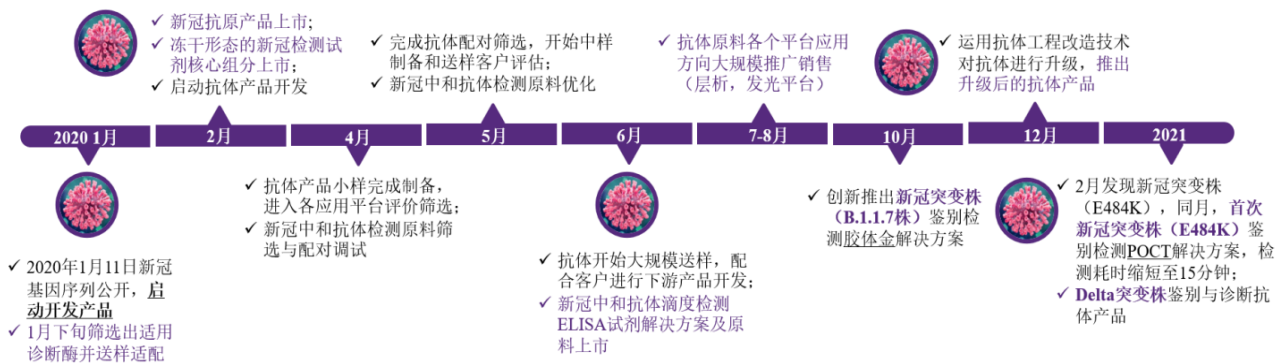 ✓ 新冠抗原产品上市;
✓ 冻干形态的新冠检测试
剂核心组分上市;
✓ 启动抗体产品开发
✓ 完成抗体配对筛选，开始中样
制备和送样客户评估;
✓ 新冠中和抗体检测原料优化
✓ 抗体原料各个平台应用
方向大规模推广销售
（层析，发光平台）
✓ 运用抗体工程改造技术
对抗体进行升级，推出
升级后的抗体产品
2020 1月
2月
4月
5月
6月
7-8月
10月
12月
2021
✓ 2020年1月11日新冠
基因序列公开，启
动开发产品
✓ 1月下旬筛选出适用
诊断酶并送样适配
✓ 抗体产品小样完成制备，
进入各应用平台评价筛选;
✓ 新冠中和抗体检测原料筛
选与配对调试
✓ 抗体开始大规模送样，配
合客户进行下游产品开发;
✓ 新冠中和抗体滴度检测
ELISA试剂解决方案及原
料上市
✓ 创新推出新冠突变株
（B.1.1.7株）鉴别检
测胶体金解决方案
✓ 2月发现新冠突变株
（E484K），同月，首次
新冠突变株（E484K）鉴
别检测POCT解决方案，检
测耗时缩短至15分钟;
✓ Delta突变株鉴别与诊断抗
体产品